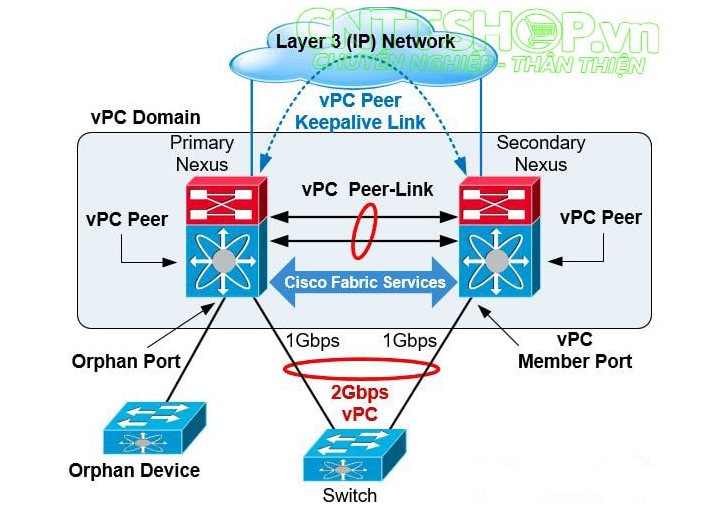 CNTTSHOP.vn
CHUYÊN NGHIỆP - THÂN THIỆN
Layer 3 (IP) Network
vPC Peer
Keepalive Link
vPC Domain
Primary
Nexus
Secondary
Nexus
vPC Peer-Link
vPC Peer
vPC Peer
Cisco Fabric Services
Orphan Port
1Gbps
1Gbps
vPC
Member Port
2Gbps
vPC
Orphan Device
Switch